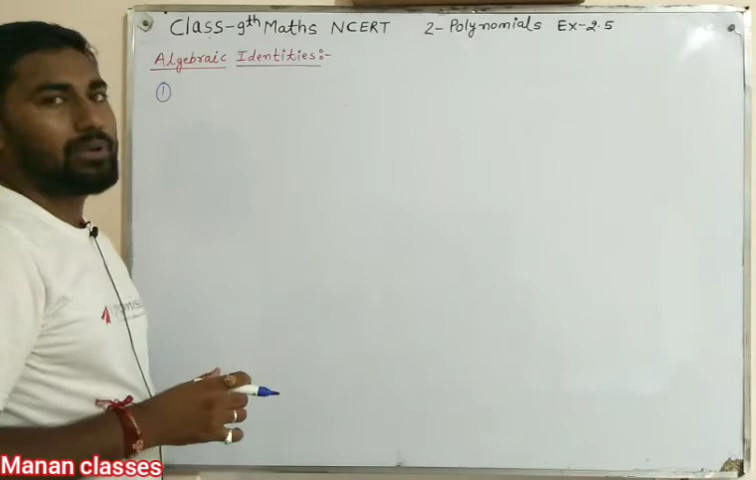 Class-9th Maths NCERT 2-Polynomials Ex-2.5
Algebraic Identities:-
①
Manan classes